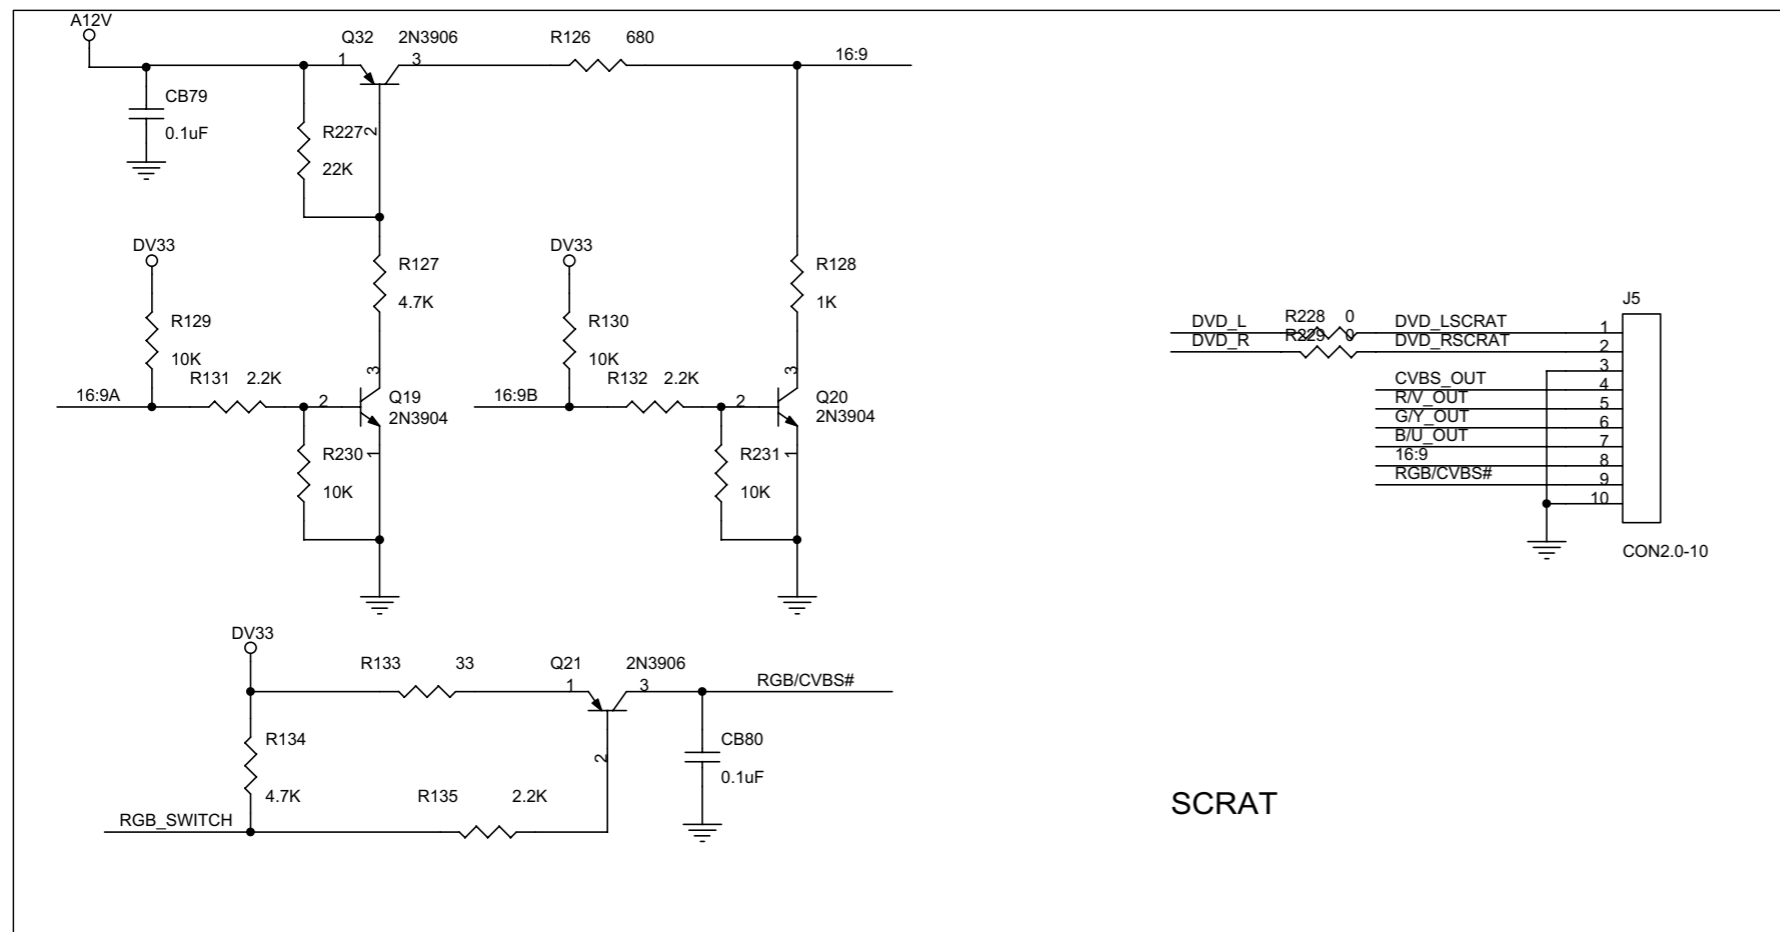 A12V
Q32 2N3906 R126 680
1 3 16:9
CB79
0.1uF
R227 2
22K
DV33 DV33
R127 R128
4.7K 1K
R129 R130
10K 10K
R131 2.2K 3 R132 2.2K 3
16:9A 2 Q19 16:9B 2 Q20
2N3904 2N3904
R230 1 R231 1
10K 10K
DV33
R133 33 Q21 2N3906
1 3 RGB/CVBS#
R134 CB80
2
4.7K R135 2.2K 0.1uF
RGB_SWITCH
J5
DVD_L R228 0 DVD_LSCRAT 1
DVD_R R229 0 DVD_RSCRAT 2
3
CVBS_OUT 4
R/V_OUT 5
G/Y_OUT 6
B/U_OUT 7
16:9 8
RGB/CVBS# 9
10
CON2.0-10
SCRAT